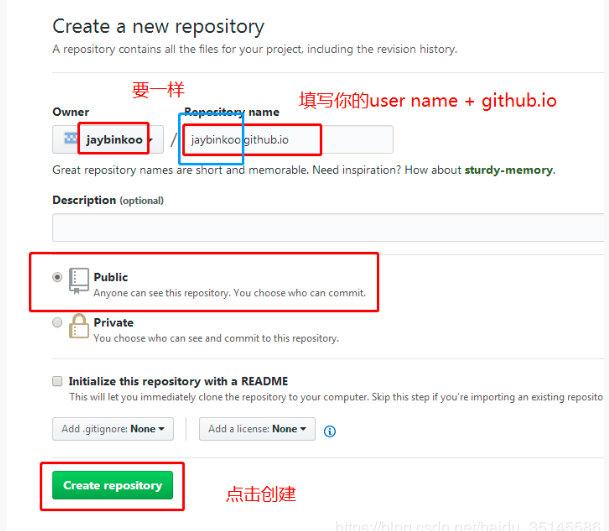 Create a new repository
A repository contains all the files for your project, including the revision history.
要一样
填写你的user name + github.io
Owner Repository name
jaybinkoo / jaybinkoo.github.io
Great repository names are short and memorable. Need inspiration? How about sturdy-memory.
Description (optional)
Public
Anyone can see this repository. You choose who can commit.
Private
You choose who can see and commit to this repository.
Initialize this repository with a README
This will let you immediately clone the repository to your computer. Skip this step if you're importing an existing reposito
Add .gitignore: None Add a license: None
Create repository
点击创建
https://blog.csdn.net/baidu_35145586